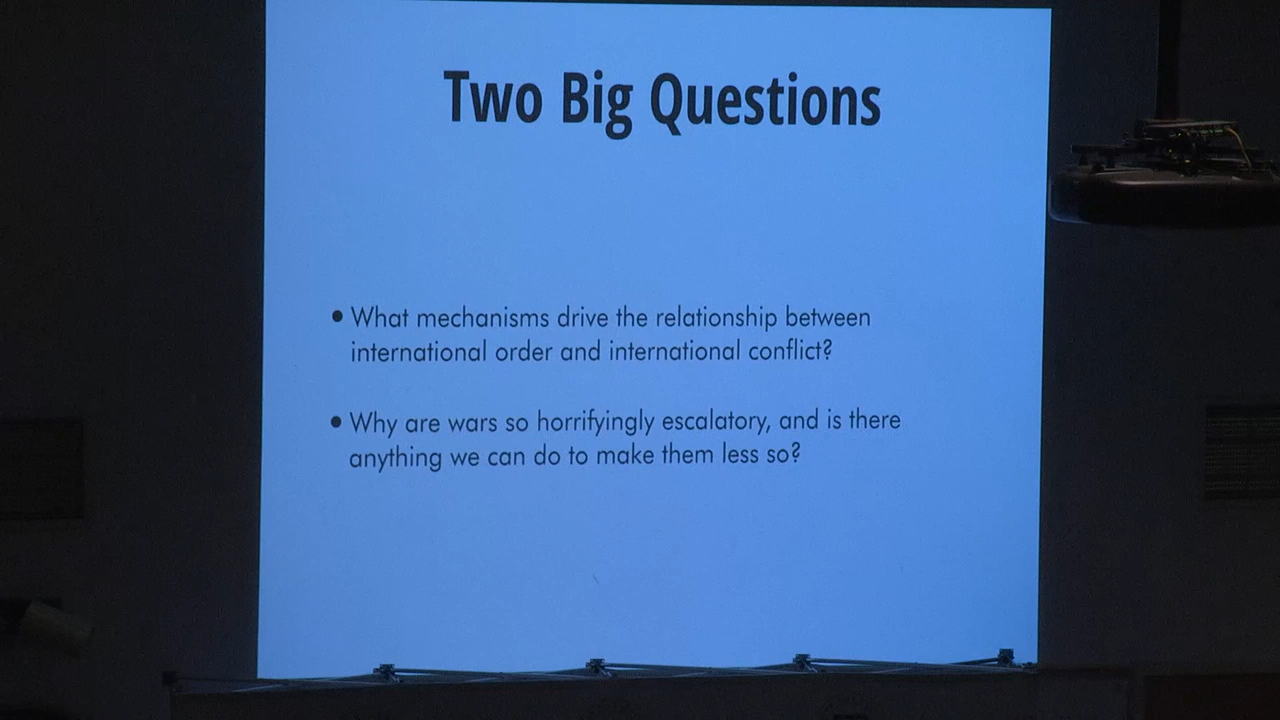 Two Big Questions
• What mechanisms drive the relationship between
international order and international conflict?
• Why are wars so horrifyingly escalatory, and is there
anything we can do to make them less so?